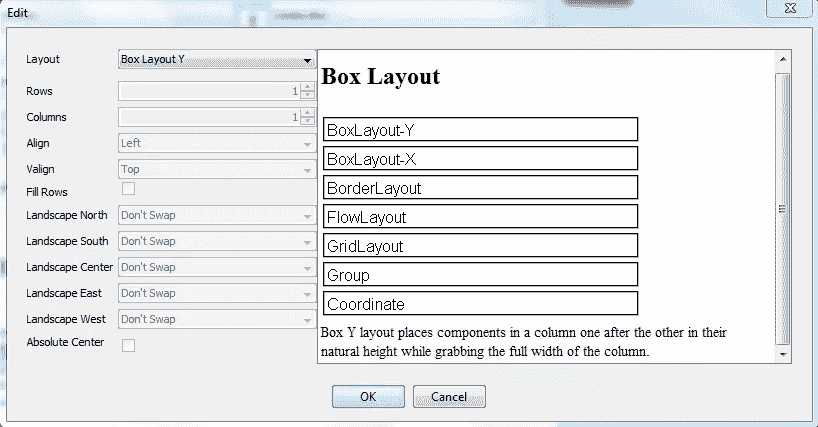 Edit
Layout Box Layout Y
Rows 1
Columns 1
Align Left
Valign Top
Fill Rows
Landscape North Don't Swap
Landscape South Don't Swap
Landscape Center Don't Swap
Landscape East Don't Swap
Landscape West Don't Swap
Absolute Center
Box Layout
BoxLayout-Y
BoxLayout-X
BorderLayout
FlowLayout
GridLayout
Group
Coordinate
Box Y layout places components in a column one after the other in their
natural height while grabbing the full width of the column.
OK Cancel